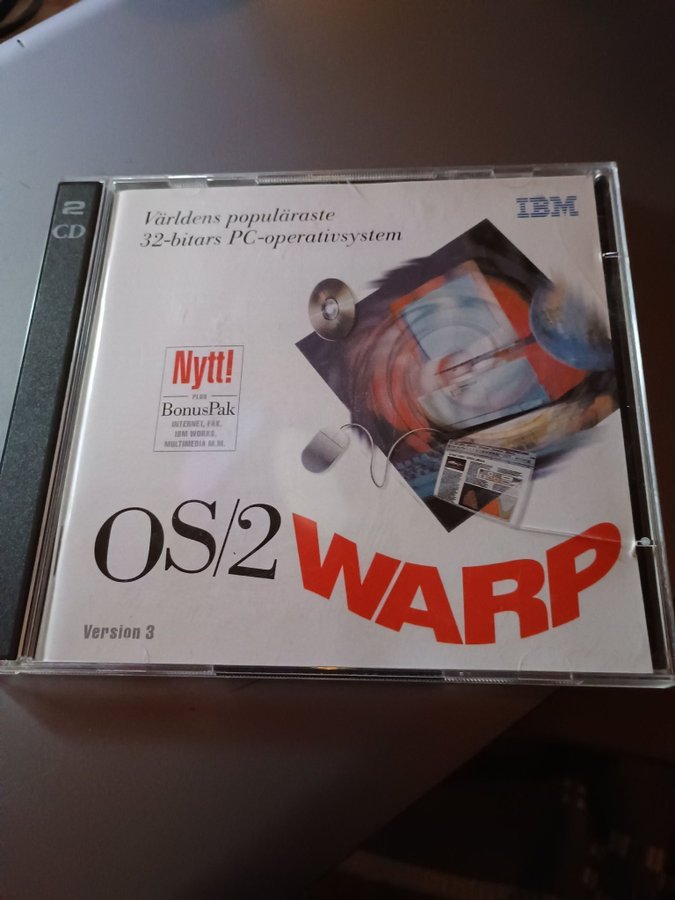 2
CD
Världens populäraste
32-bitars PC-operativsystem
IBM
Nytt!
PLUS
BonusPak
INTERNET, FAX,
IBM WORKS,
MULTIMEDIA M.M.
OS/2 WARP
Version 3